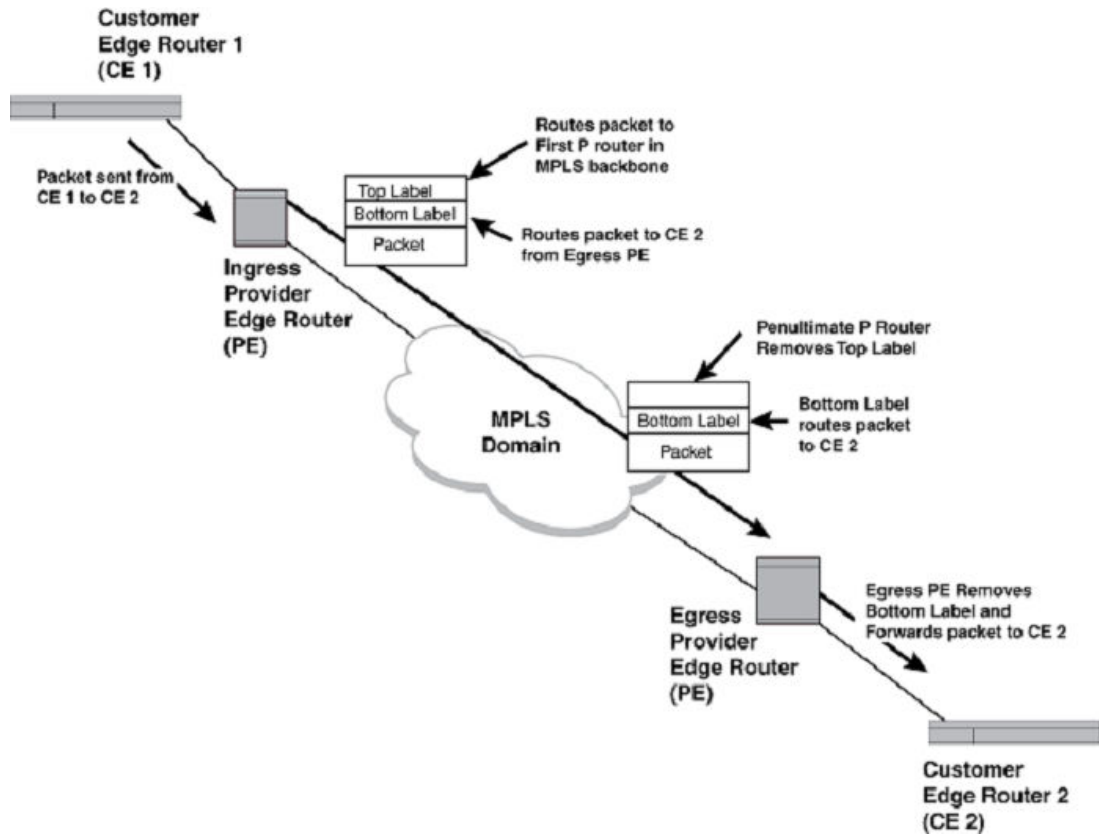 Customer
Edge Router 1
(CE 1)
Packet sent from
CE 1 to CE 2
Routes packet to
First P router in
MPLS backbone
Top Label
Bottom Label
Packet
Routes packet to CE 2
from Egress PE
Ingress
Provider
Edge Router
(PE)
Penultimate P Router
Removes Top Label
MPLS
Domain
Bottom Label
Packet
Bottom Label
routes packet
to CE 2
Egress PE Removes
Bottom Label and
Forwards packet to CE 2
Egress
Provider
Edge Router
(PE)
Customer
Edge Router 2
(CE 2)